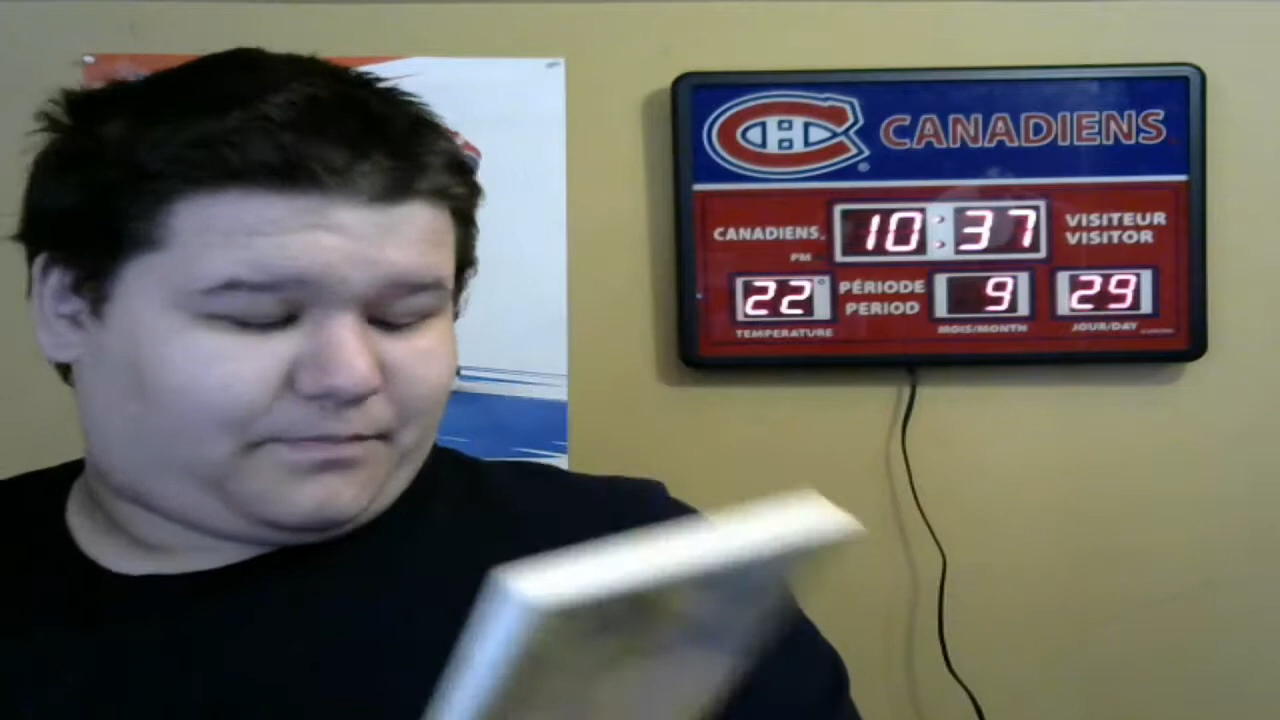 CANADIENS
CANADIENS. 10:37 VISITEUR
VISITOR
PM
22° PÉRIODE 9 29
PERIOD
TEMPERATURE MOIS/MONTH JOUR/DAY